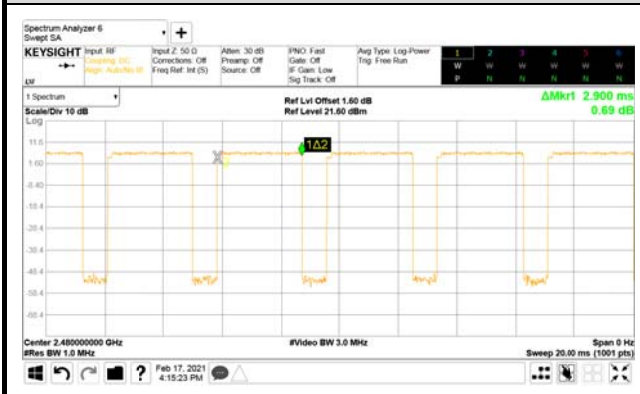 Spectrum Analyzer 6
Swept SA
+
KEYSIGHT
Input: RF
Coupling: DC
Align: Auto/No RF
Input Z: 50 Ω
Corrections: Off
Freq Ref: Int (S)
Atten: 30 dB
Preamp: Off
Source: Off
PNO: Fast
Gate: Off
IF Gain: Low
Sig Track: Off
Avg Type: Log-Power
Trig: Free Run
1 2 3 4 5 6
W W W W W W
P N N N N N
1 Spectrum
Scale/Div 10 dB
Ref Lvl Offset 1.60 dB
Ref Level 21.60 dBm
ΔMkr1 2.900 ms
0.69 dB
Log
11.6
1.60
-8.40
-18.4
-28.4
-38.4
-48.4
-58.4
-68.4
1Δ2
Center 2.480000000 GHz
#Res BW 1.0 MHz
#Video BW 3.0 MHz
Span 0 Hz
Sweep 20.00 ms (1001 pts)
?
Feb 17, 2021
4:15:23 PM